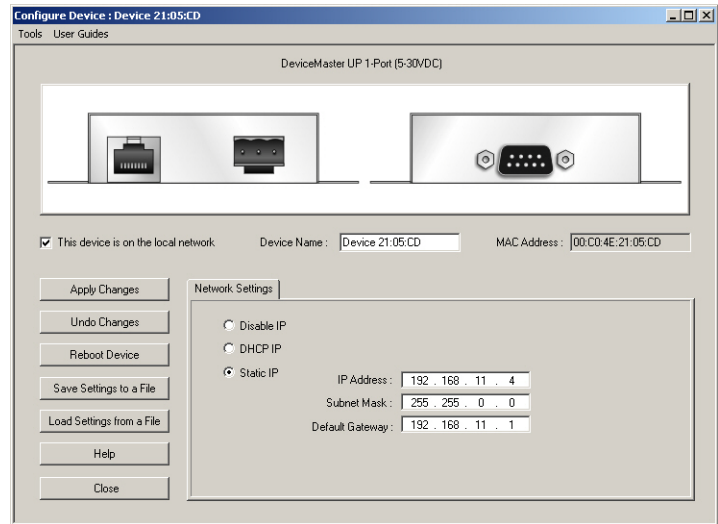 Configure Device : Device 21:05:CD
Tools User Guides
DeviceMaster UP 1-Port (5-30VDC)
This device is on the local network Device Name : Device 21:05:CD MAC Address : 00:C0:4E:21:05:CD
Apply Changes
Undo Changes
Reboot Device
Save Settings to a File
Load Settings from a File
Help
Close
Network Settings
Disable IP
DHCP IP
Static IP
IP Address : 192 . 168 . 11 . 4
Subnet Mask : 255 . 255 . 0 . 0
Default Gateway : 192 . 168 . 11 . 1